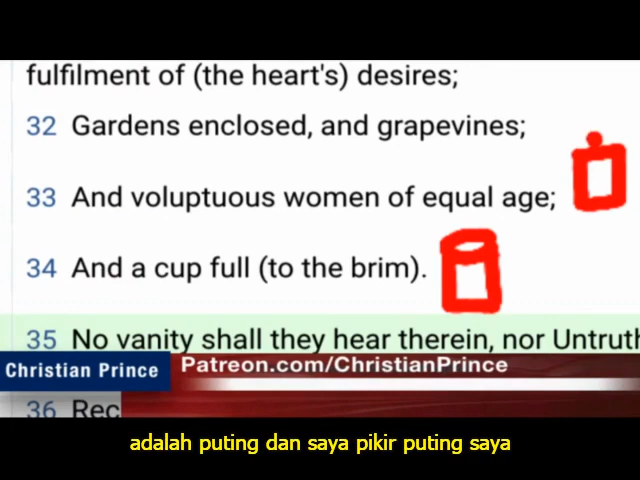 fulfilment of (the heart's) desires;
32 Gardens enclosed, and grapevines;
33 And voluptuous women of equal age;
34 And a cup full (to the brim).
35 No vanity shall they hear therein, nor Untruth
Christian Prince
Patreon.com/ChristianPrince
36 Rec
adalah puting dan saya pikir puting saya